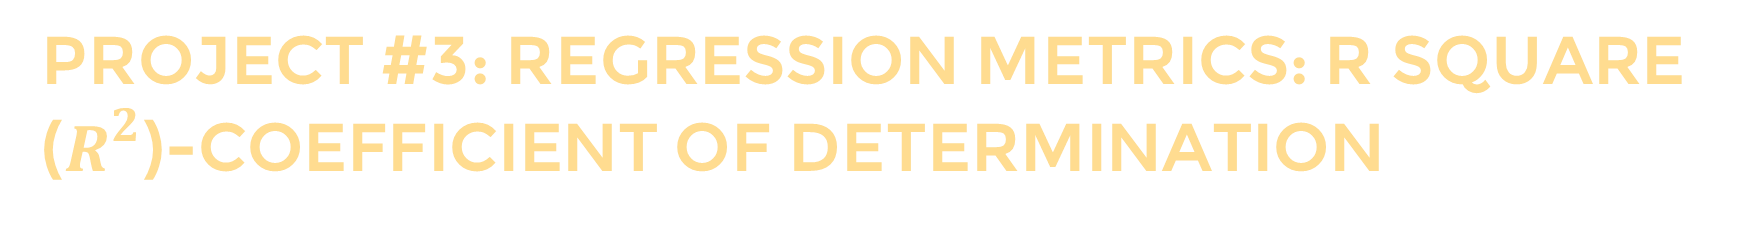 PROJECT #3: REGRESSION METRICS: R SQUARE
(R²)-COEFFICIENT OF DETERMINATION